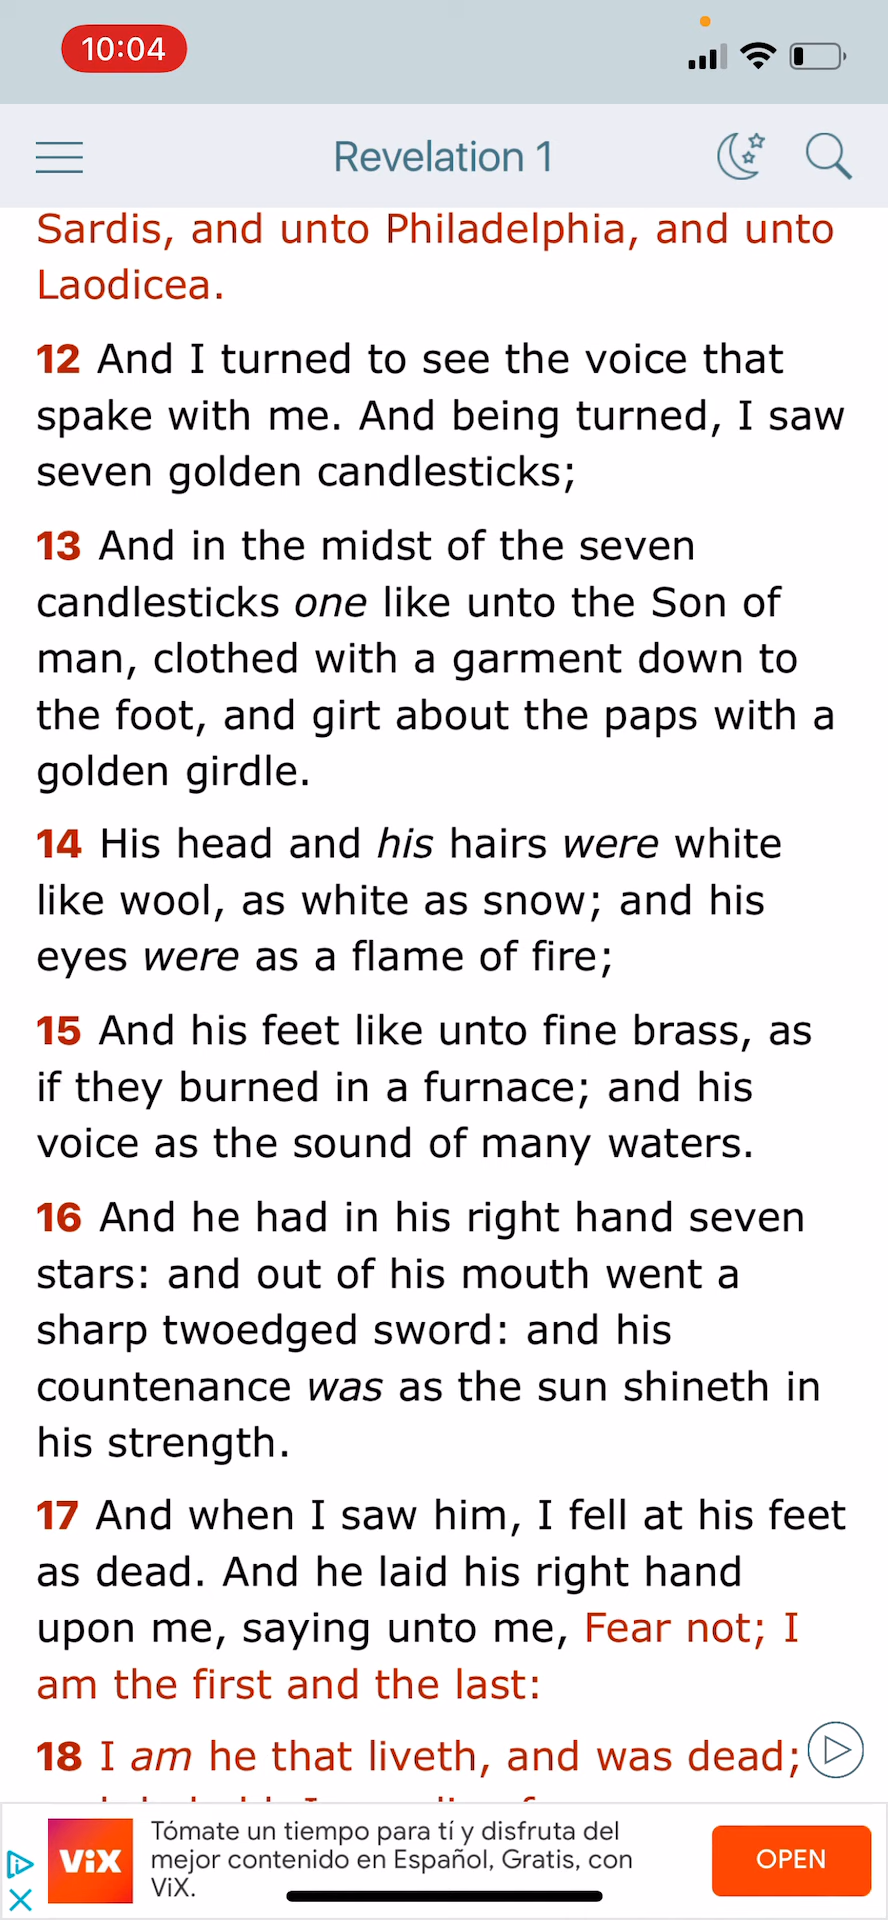 10:04
Revelation 1
Sardis, and unto Philadelphia, and unto
Laodicea.
12 And I turned to see the voice that
spake with me. And being turned, I saw
seven golden candlesticks;
13 And in the midst of the seven
candlesticks one like unto the Son of
man, clothed with a garment down to
the foot, and girt about the paps with a
golden girdle.
14 His head and his hairs were white
like wool, as white as snow; and his
eyes were as a flame of fire;
15 And his feet like unto fine brass, as
if they burned in a furnace; and his
voice as the sound of many waters.
16 And he had in his right hand seven
stars: and out of his mouth went a
sharp twoedged sword: and his
countenance was as the sun shineth in
his strength.
17 And when I saw him, I fell at his feet
as dead. And he laid his right hand
upon me, saying unto me, Fear not; I
am the first and the last:
18 I am he that liveth, and was dead;
ViX
Tómate un tiempo para tí y disfruta del
mejor contenido en Español, Gratis, con
ViX.
OPEN